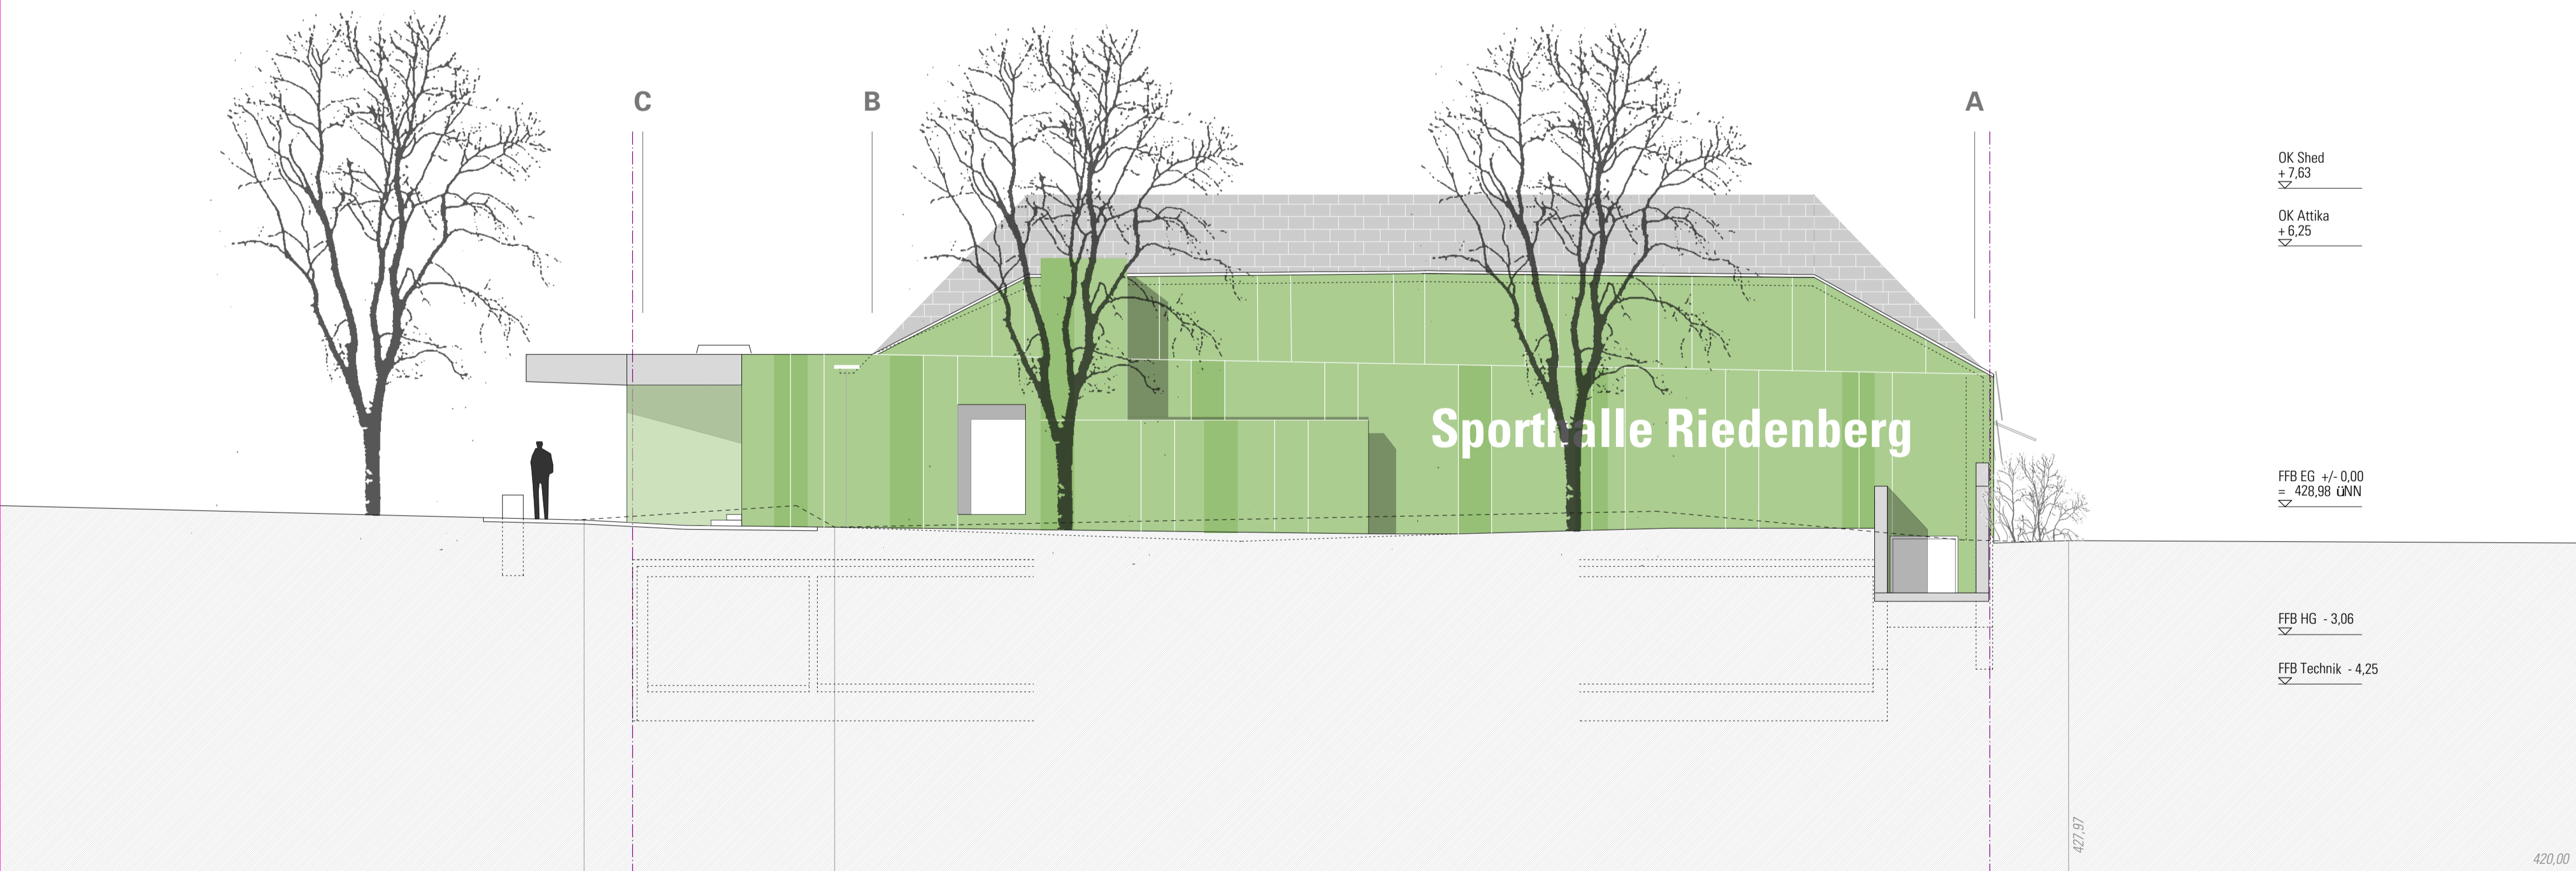 C
B
A
OK Shed
+ 7,63
OK Attika
+ 6,25
Sporthalle Riedenberg
FFB EG +/- 0,00
= 428,98 üNN
FFB HG - 3,06
FFB Technik - 4,25
427,97
420,00